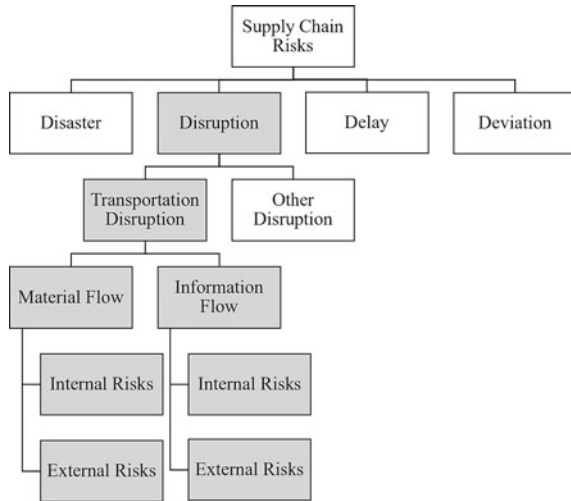 Supply Chain
Risks
Disaster
Disruption
Delay
Deviation
Transportation
Disruption
Other
Disruption
Material Flow
Information
Flow
Internal Risks
Internal Risks
External Risks
External Risks